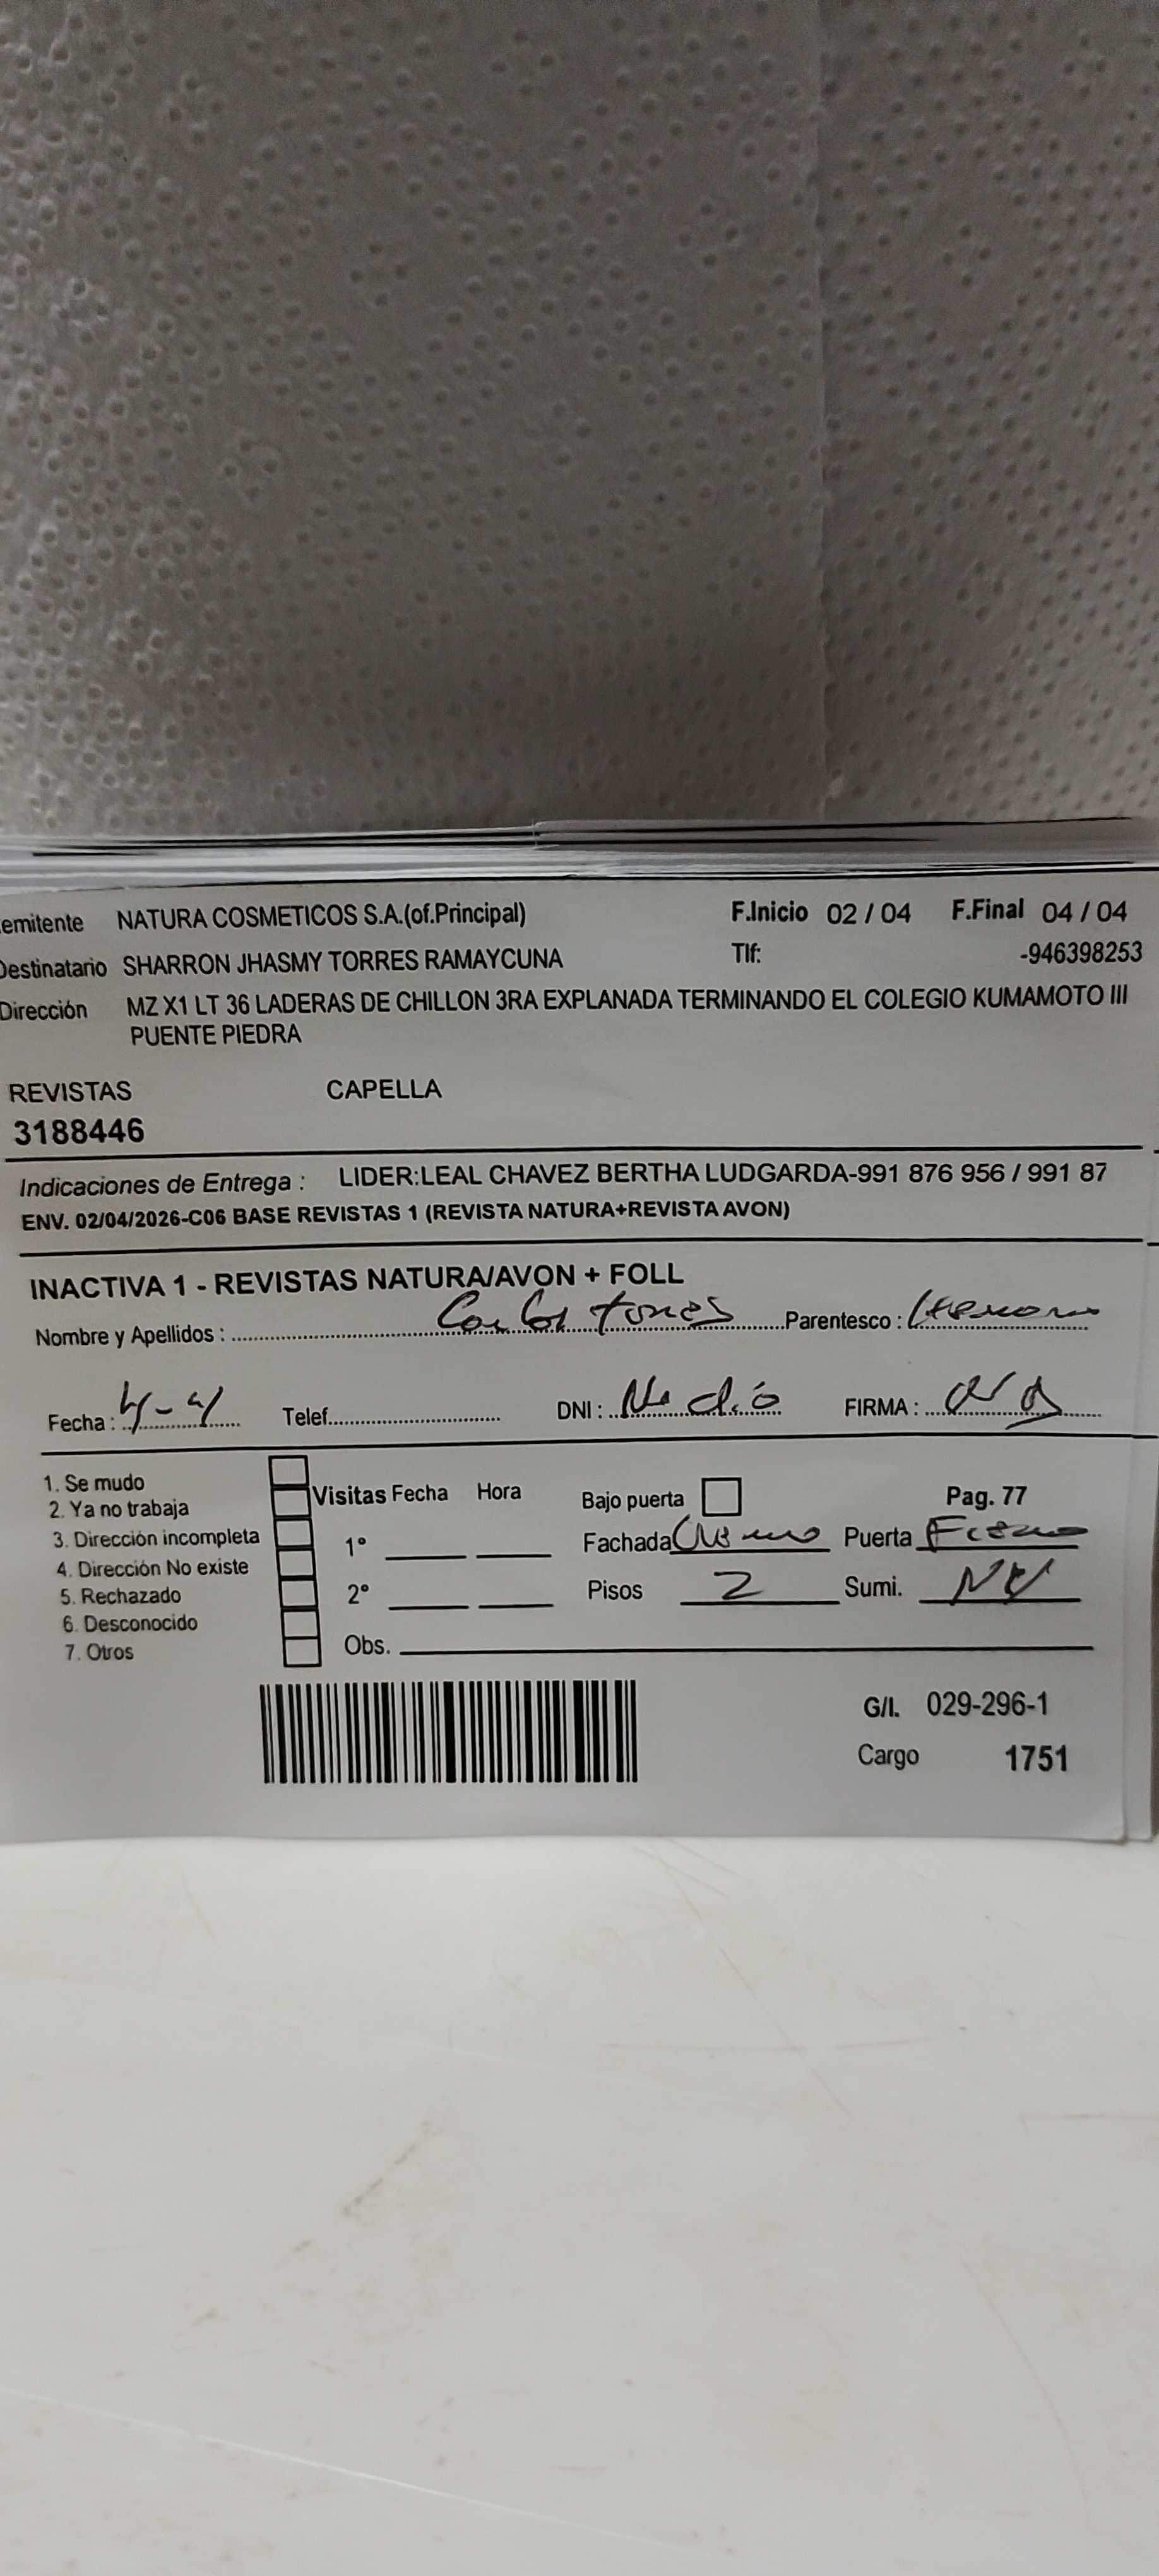 emitente NATURA COSMETICOS S.A.(of.Principal) F.Inicio 02 / 04 F.Final 04 / 04
Destinatario SHARRON JHASMY TORRES RAMAYCUNA Tlf: -946398253
Dirección MZ X1 LT 36 LADERAS DE CHILLON 3RA EXPLANADA TERMINANDO EL COLEGIO KUMAMOTO III
PUENTE PIEDRA
REVISTAS CAPELLA
3188446
Indicaciones de Entrega : LIDER:LEAL CHAVEZ BERTHA LUDGARDA-991 876 956 / 991 87
ENV. 02/04/2026-C06 BASE REVISTAS 1 (REVISTA NATURA+REVISTA AVON)
INACTIVA 1 - REVISTAS NATURA/AVON + FOLL
Nombre y Apellidos : Carlos torres Parentesco :
Fecha : 4-4 Telef. DNI : No dio FIRMA :
1. Se mudo
2. Ya no trabaja
3. Dirección incompleta
4. Dirección No existe
5. Rechazado
6. Desconocido
7. Otros
Visitas Fecha Hora
1°
2°
Obs.
Bajo puerta Pag. 77
Fachada Puerta
Pisos 2 Sumi.
G/I. 029-296-1
Cargo 1751